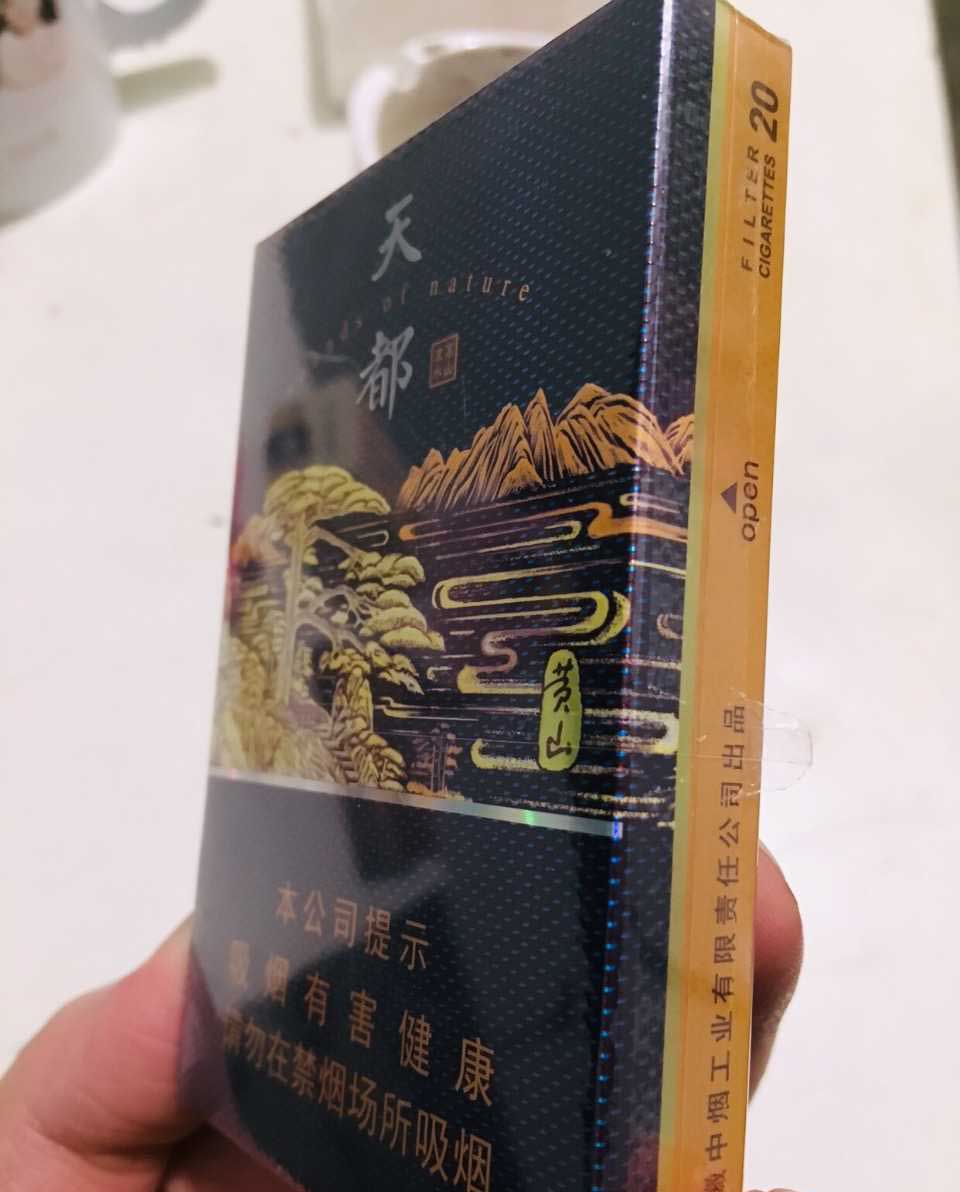 天都
of nature
黄山
本公司提示
吸烟有害健康
请勿在禁烟场所吸烟
FILTER 20
CIGARETTES
open
徽中烟工业有限责任公司出品